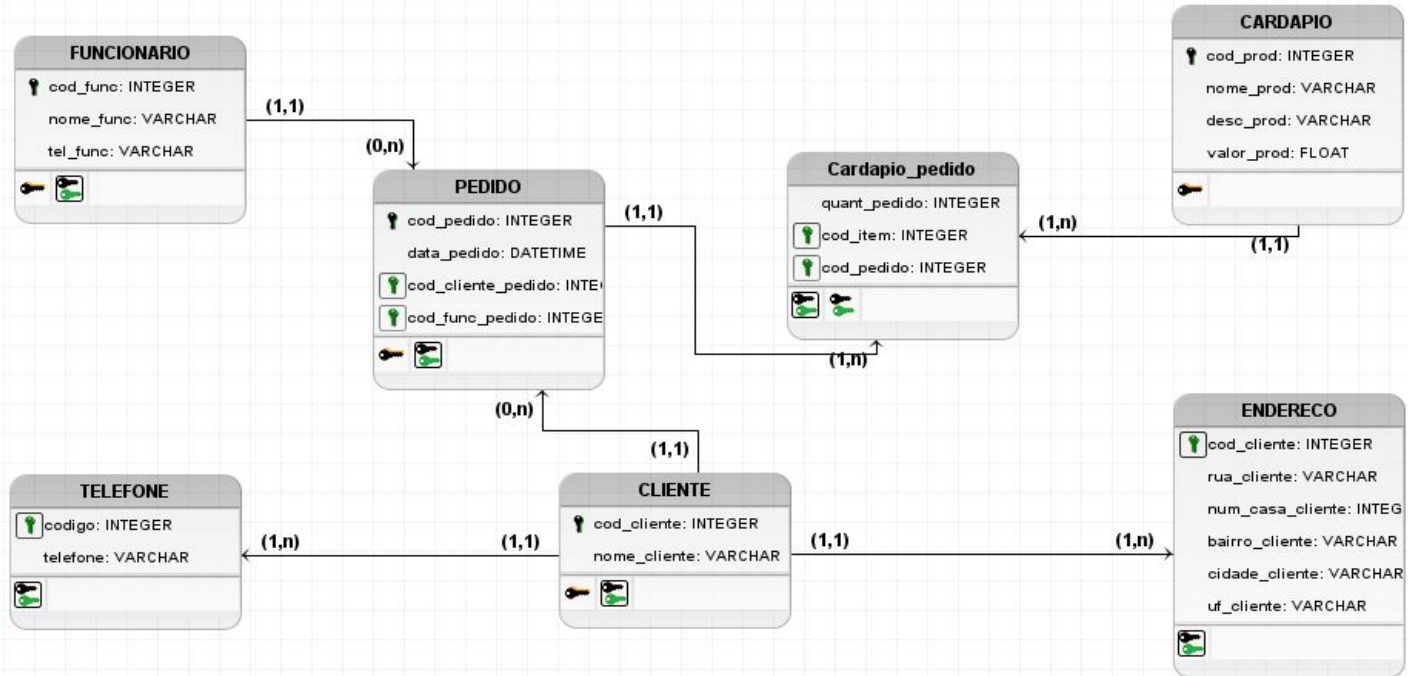 FUNCIONARIO
cod_func: INTEGER
nome_func: VARCHAR
tel_func: VARCHAR
(1,1)
(0,n)
PEDIDO
cod_pedido: INTEGER
data_pedido: DATETIME
cod_cliente_pedido: INTE
cod_func_pedido: INTEGE
(1,1)
(1,n)
Cardapio_pedido
quant_pedido: INTEGER
cod_item: INTEGER
cod_pedido: INTEGER
CARDAPIO
cod_prod: INTEGER
nome_prod: VARCHAR
desc_prod: VARCHAR
valor_prod: FLOAT
(1,n)
(1,1)
(0,n)
(1,1)
TELEFONE
codigo: INTEGER
telefone: VARCHAR
(1,n)
(1,1)
CLIENTE
cod_cliente: INTEGER
nome_cliente: VARCHAR
(1,1)
(1,n)
ENDERECO
cod_cliente: INTEGER
rua_cliente: VARCHAR
num_casa_cliente: INTEG
bairro_cliente: VARCHAR
cidade_cliente: VARCHAR
uf_cliente: VARCHAR